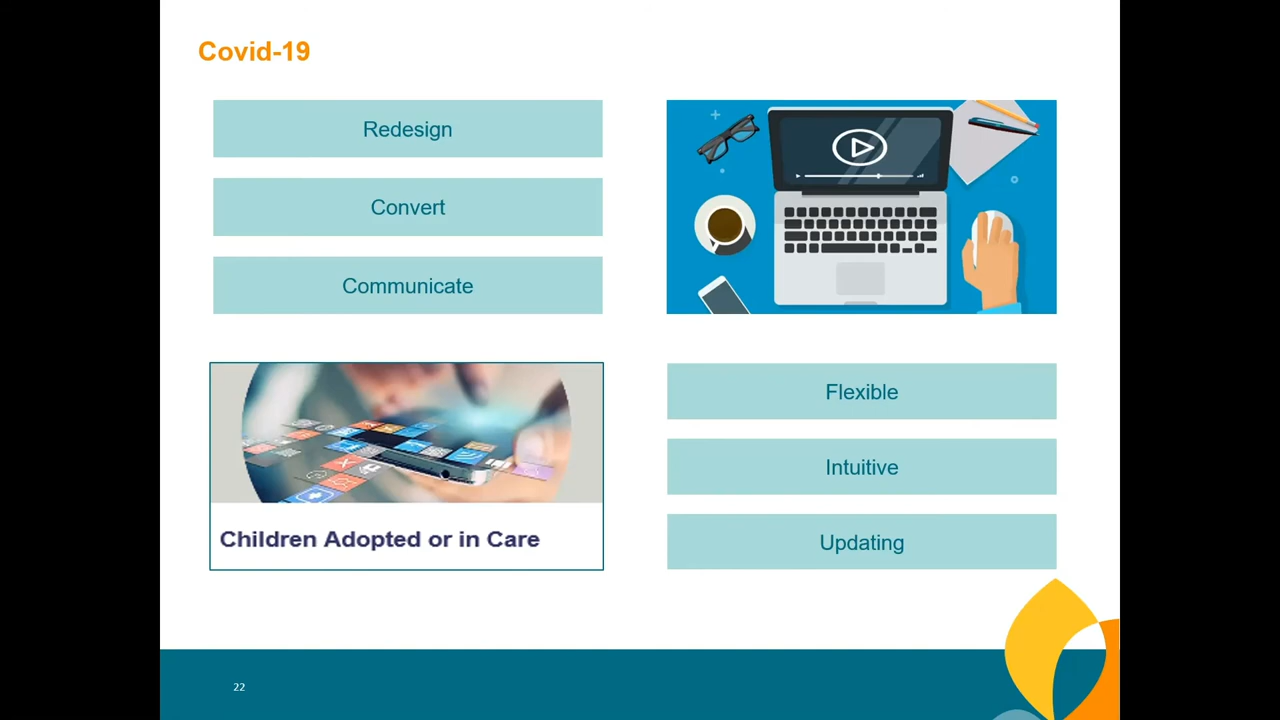 Covid-19
Redesign
Convert
Communicate
Children Adopted or in Care
Flexible
Intuitive
Updating
22